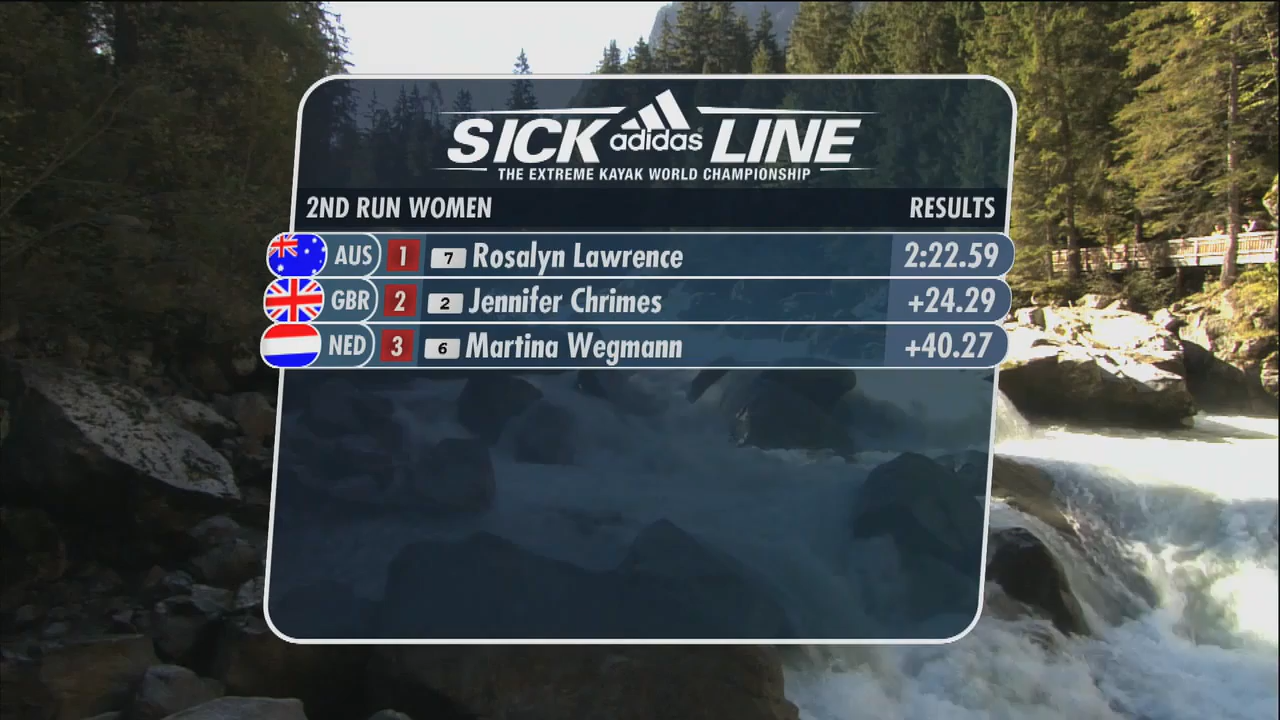 SICK adidas LINE
THE EXTREME KAYAK WORLD CHAMPIONSHIP
2ND RUN WOMEN RESULTS
AUS 1 7 Rosalyn Lawrence 2:22.59
GBR 2 2 Jennifer Chrimes +24.29
NED 3 6 Martina Wegmann +40.27